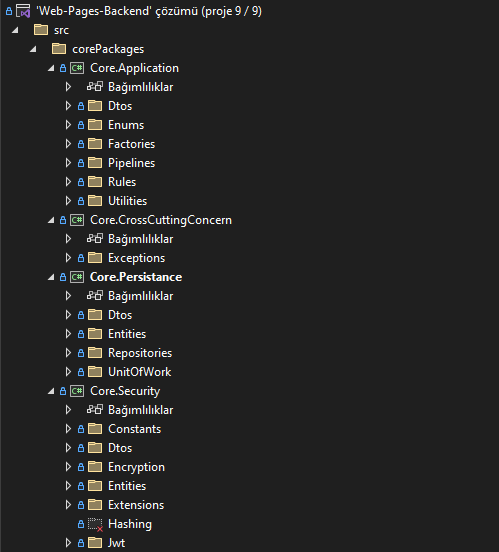 'Web-Pages-Backend' çözümü (proje 9 / 9)
src
corePackages
C# Core.Application
Bağımlılıklar
Dtos
Enums
Factories
Pipelines
Rules
Utilities
C# Core.CrossCuttingConcern
Bağımlılıklar
Exceptions
C# Core.Persistance
Bağımlılıklar
Dtos
Entities
Repositories
UnitOfWork
C# Core.Security
Bağımlılıklar
Constants
Dtos
Encryption
Entities
Extensions
Hashing
Jwt